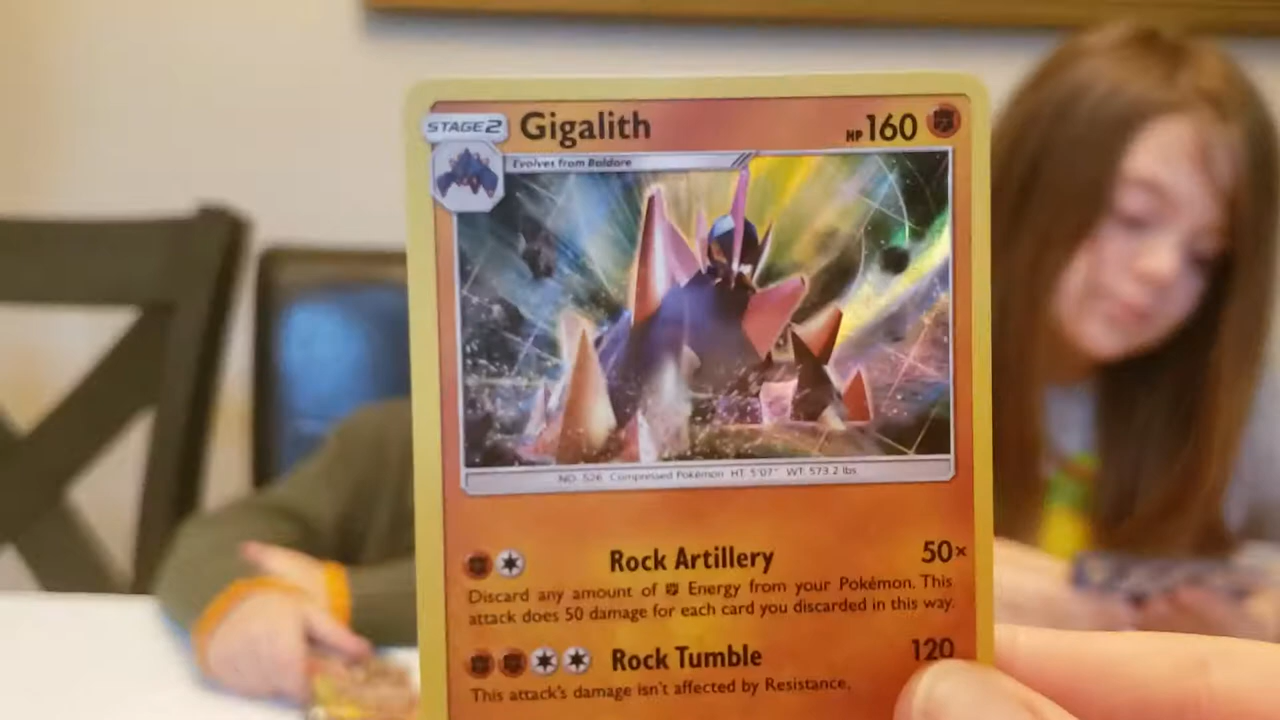 STAGE2 Gigalith HP160
Evolves from Boldore
NO. 526 Compressed Pokémon HT: 5'07" WT: 573.2 lbs
Rock Artillery 50×
Discard any amount of Energy from your Pokémon. This
attack does 50 damage for each card you discarded in this way.
Rock Tumble 120
This attack's damage isn't affected by Resistance.